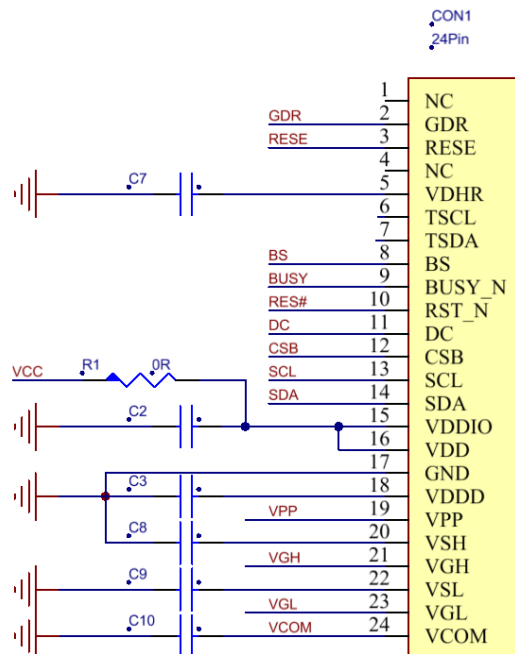 CON1
24Pin
1 NC
GDR 2 GDR
RESE 3 RESE
4 NC
C7 5 VDHR
6 TSCL
7 TSDA
BS 8 BS
BUSY 9 BUSY_N
RES# 10 RST_N
DC 11 DC
CSB 12 CSB
VCC R1 0R SCL 13 SCL
SDA 14 SDA
C2 15 VDDIO
16 VDD
17 GND
C3 18 VDDD
VPP 19 VPP
C8 20 VSH
VGH 21 VGH
C9 22 VSL
VGL 23 VGL
C10 VCOM 24 VCOM